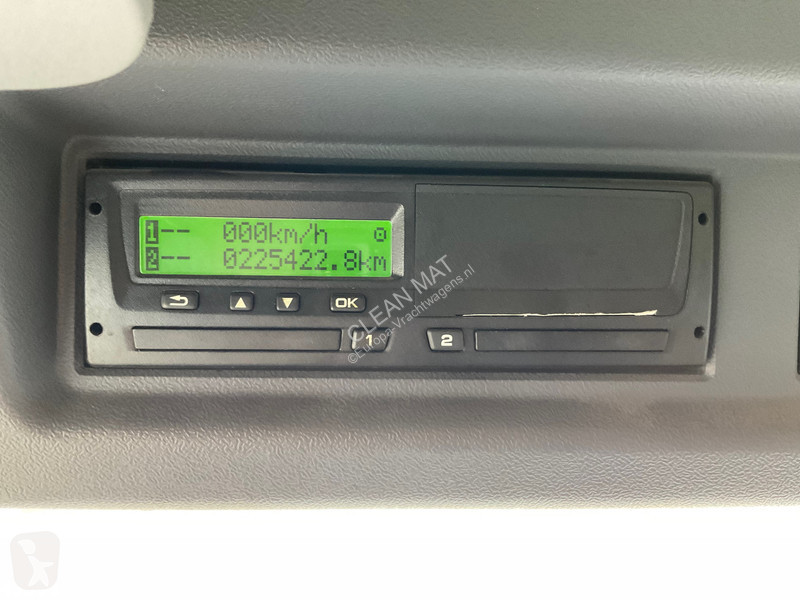 1-- 000km/h
2-- 0225422.8km
OK
1
2
CLEAN MAT
©Europa-Vrachtwagens.nl